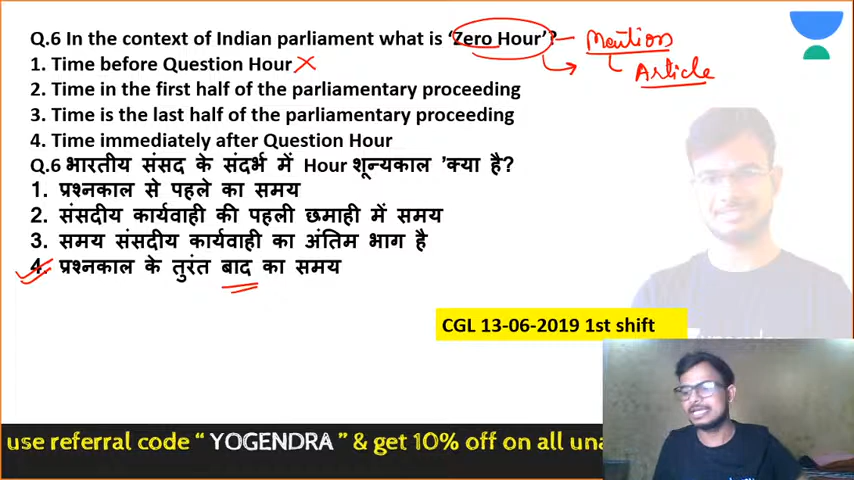 Q.6 In the context of Indian parliament what is 'Zero Hour'?
Mention
Article
1. Time before Question Hour
2. Time in the first half of the parliamentary proceeding
3. Time is the last half of the parliamentary proceeding
4. Time immediately after Question Hour
Q.6 भारतीय संसद के संदर्भ में Hour शून्यकाल 'क्या है?
1. प्रश्नकाल से पहले का समय
2. संसदीय कार्यवाही की पहली छमाही में समय
3. समय संसदीय कार्यवाही का अंतिम भाग है
4. प्रश्नकाल के तुरंत बाद का समय
CGL 13-06-2019 1st shift
use referral code “ YOGENDRA ” & get 10% off on all una